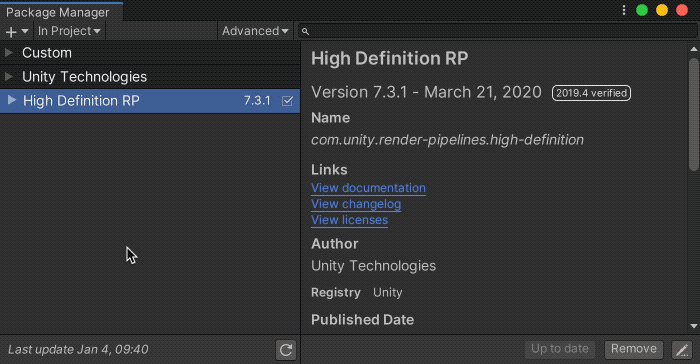 Package Manager
In Project
Advanced
Custom
Unity Technologies
High Definition RP 7.3.1
Last update Jan 4, 09:40
High Definition RP
Version 7.3.1 - March 21, 2020 2019.4 verified
Name
com.unity.render-pipelines.high-definition
Links
View documentation
View changelog
View licenses
Author
Unity Technologies
Registry Unity
Published Date
Up to date Remove